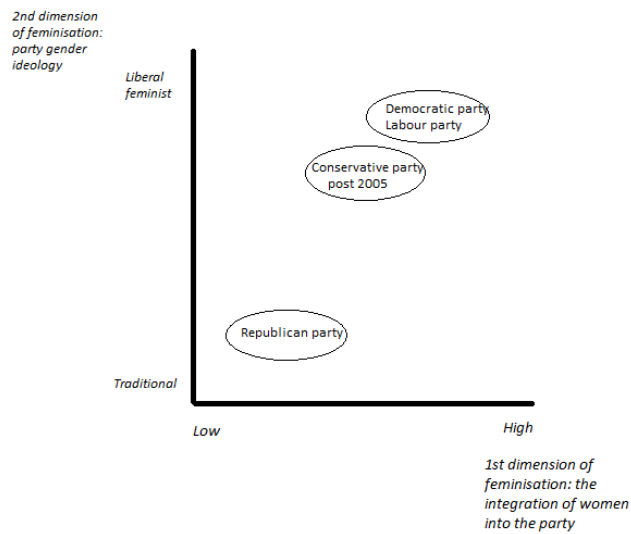 2nd dimension
of feminisation:
party gender
ideology
Liberal
feminist
Democratic party
Labour party
Conservative party
post 2005
Republican party
Traditional
Low
High
1st dimension of
feminisation: the
integration of women
into the party